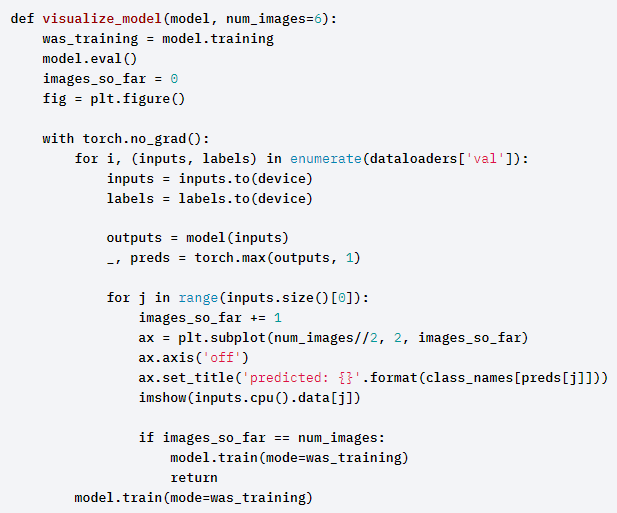 def visualize_model(model, num_images=6):
    was_training = model.training
    model.eval()
    images_so_far = 0
    fig = plt.figure()

    with torch.no_grad():
        for i, (inputs, labels) in enumerate(dataloaders['val']):
            inputs = inputs.to(device)
            labels = labels.to(device)

            outputs = model(inputs)
            _, preds = torch.max(outputs, 1)

            for j in range(inputs.size()[0]):
                images_so_far += 1
                ax = plt.subplot(num_images//2, 2, images_so_far)
                ax.axis('off')
                ax.set_title('predicted: {}'.format(class_names[preds[j]]))
                imshow(inputs.cpu().data[j])

                if images_so_far == num_images:
                    model.train(mode=was_training)
                    return
        model.train(mode=was_training)